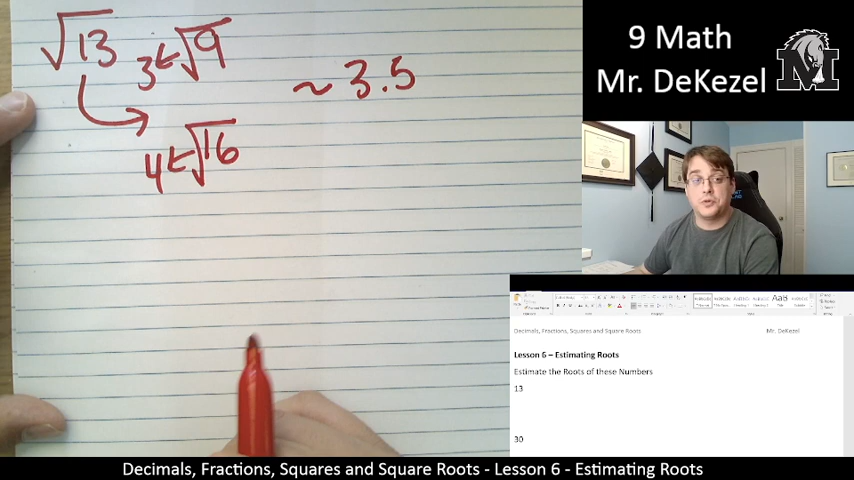 √13 3 ← √9
~ 3.5
4 ← √16
9 Math
Mr. DeKezel
M
Decimals, Fractions, Squares and Square Roots Mr. DeKezel
Lesson 6 – Estimating Roots
Estimate the Roots of these Numbers
13
30
Decimals, Fractions, Squares and Square Roots - Lesson 6 - Estimating Roots